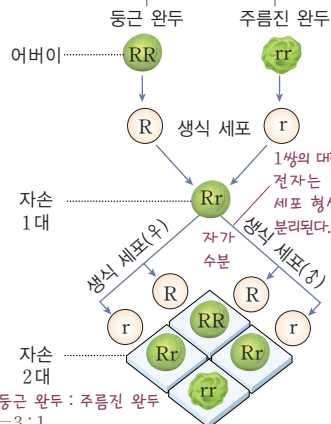 둥근 완두 주름진 완두
어버이 RR rr
R 생식 세포 r
1쌍의 대
전자는
세포 형
분리된다.
자손
1대
Rr
생식 세포(♀) 자가
수분 생식 세포(♂)
R R
r r
RR
자손
2대
Rr Rr
rr
둥근 완두 : 주름진 완두
=3:1